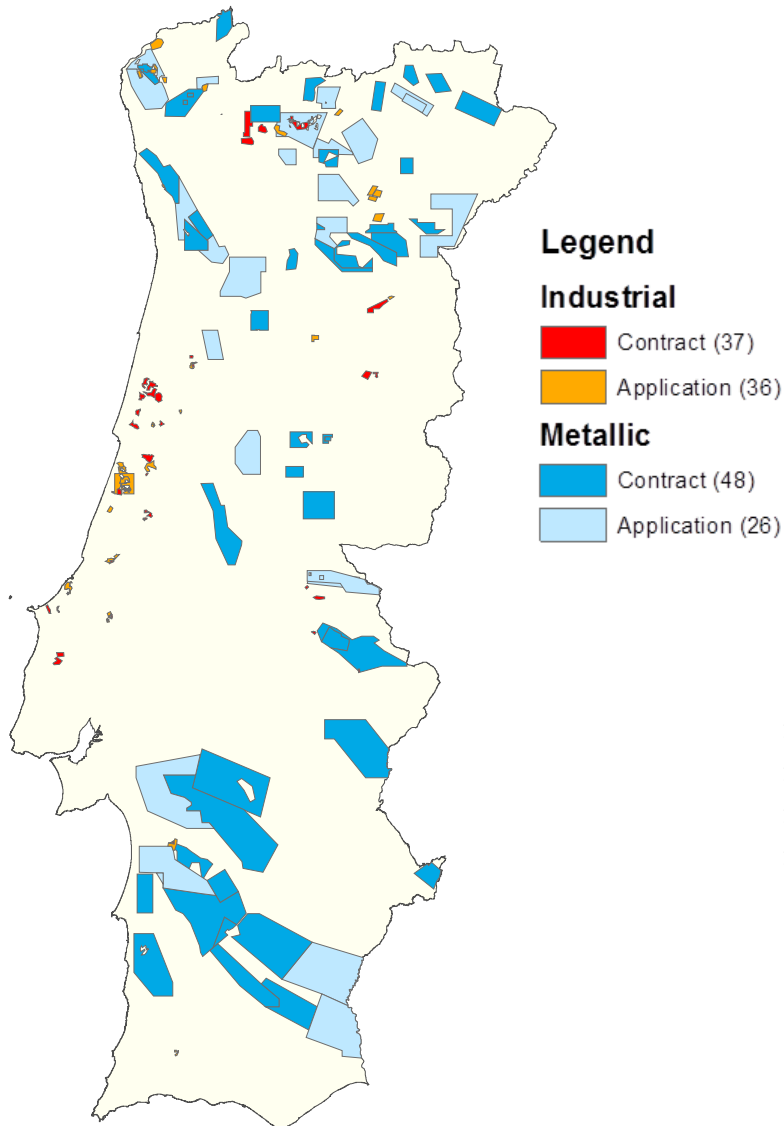 Legend
Industrial
Contract (37)
Application (36)
Metallic
Contract (48)
Application (26)